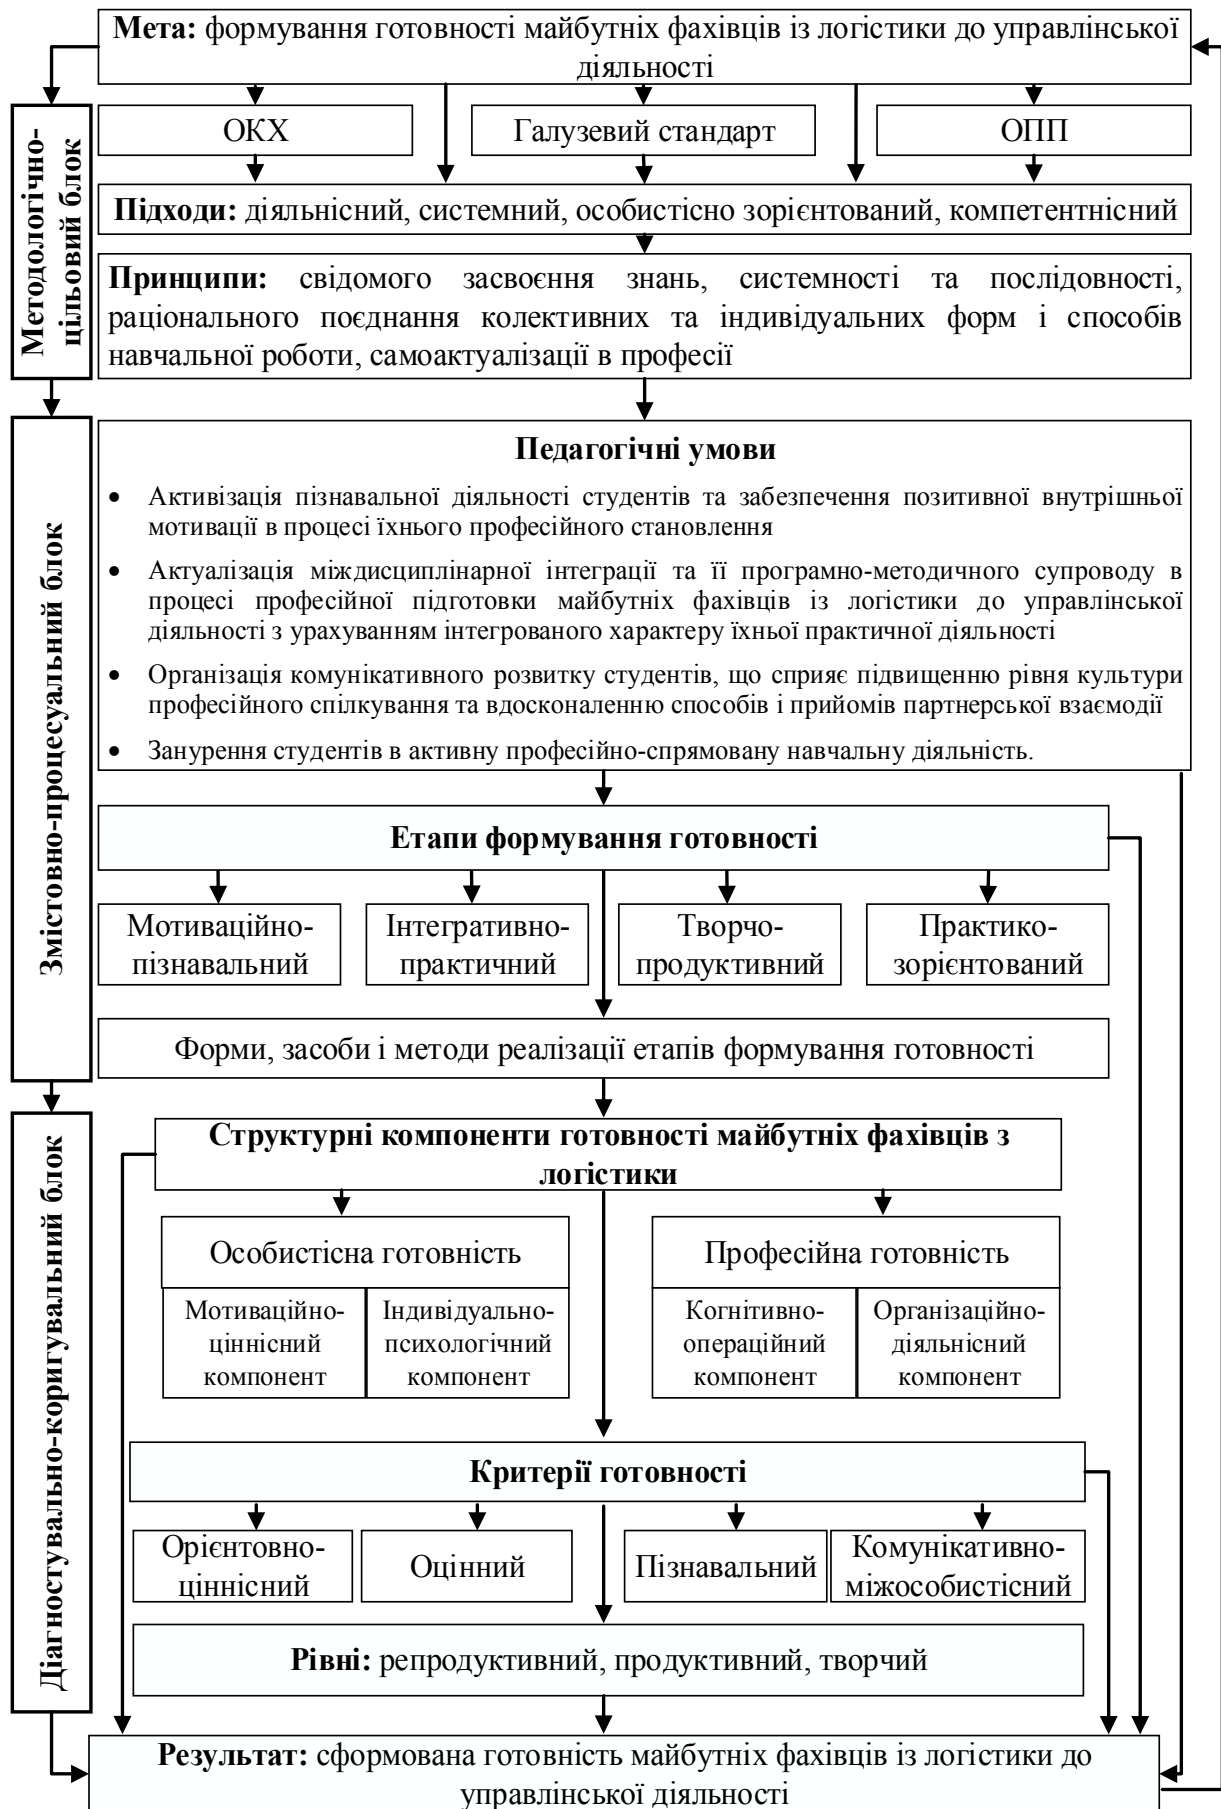 Мета: формування готовності майбутніх фахівців із логістики до управлінської
діяльності
Методологічно-
цільовий блок
ОКХ
Галузевий стандарт
ОПП
Підходи: діяльнісний, системний, особистісно зорієнтований, компетентнісний
Принципи: свідомого засвоєння знань, системності та послідовності,
раціонального поєднання колективних та індивідуальних форм і способів
навчальної роботи, самоактуалізації в професії
Змістовно-процесуальний блок
Педагогічні умови
• Активізація пізнавальної діяльності студентів та забезпечення позитивної внутрішньої
мотивації в процесі їхнього професійного становлення
• Актуалізація міждисциплінарної інтеграції та її програмно-методичного супроводу в
процесі професійної підготовки майбутніх фахівців із логістики до управлінської
діяльності з урахуванням інтегрованого характеру їхньої практичної діяльності
• Організація комунікативного розвитку студентів, що сприяє підвищенню рівня культури
професійного спілкування та вдосконаленню способів і прийомів партнерської взаємодії
• Занурення студентів в активну професійно-спрямовану навчальну діяльність.
Етапи формування готовності
Мотиваційно-
пізнавальний
Інтегративно-
практичний
Творчо-
продуктивний
Практико-
зорієнтований
Форми, засоби і методи реалізації етапів формування готовності
Діагностувально-коригувальний блок
Структурні компоненти готовності майбутніх фахівців з
логістики
Особистісна готовність
Професійна готовність
Мотиваційно-
ціннісний
компонент
Індивідуально-
психологічний
компонент
Когнітивно-
операційний
компонент
Організаційно-
діяльнісний
компонент
Критерії готовності
Орієнтовно-
ціннісний
Оцінний
Пізнавальний
Комунікативно-
міжособистісний
Рівні: репродуктивний, продуктивний, творчий
Результат: сформована готовність майбутніх фахівців із логістики до
управлінської діяльності